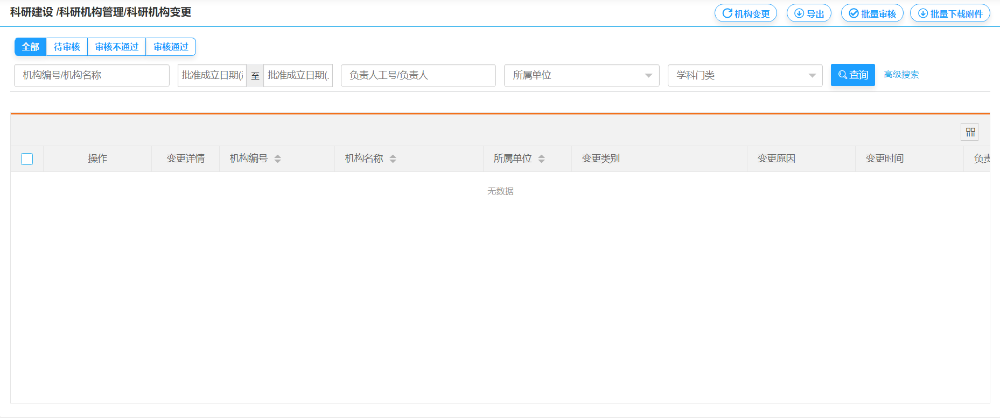 科研建设 /科研机构管理/科研机构变更
机构变更 导出 批量审核 批量下载附件
全部 待审核 审核不通过 审核通过
机构编号/机构名称 批准成立日期( 至 批准成立日期(.. 负责人工号/负责人 所属单位 学科门类 查询 高级搜索
操作 变更详情 机构编号 机构名称 所属单位 变更类别 变更原因 变更时间 负责
无数据